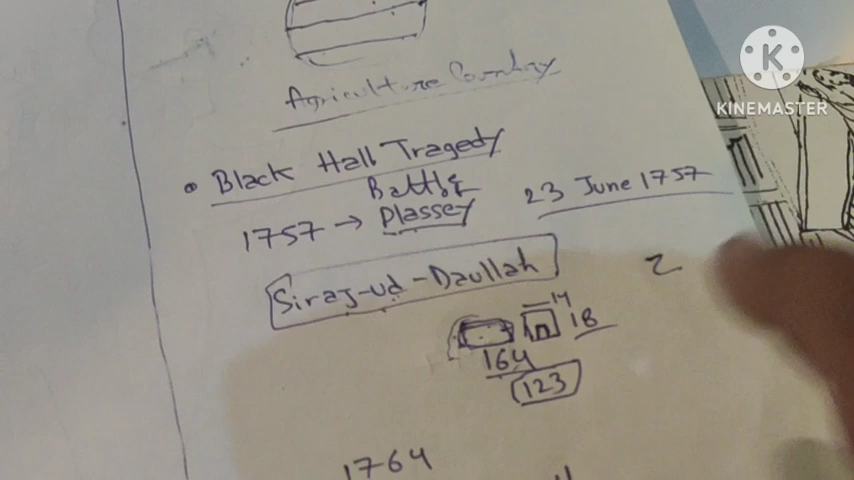 K
KINEMASTER
Agriculture Country
• Black Hall Tragedy
Battle
1757 → Plassey
23 June 1757
Siraj-ud-Daullah
2
14
18
164
123
1764